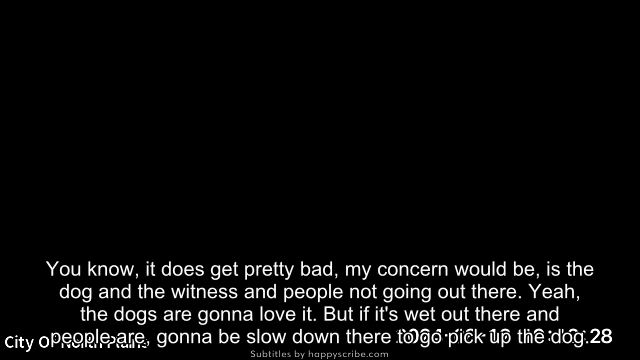 You know, it does get pretty bad, my concern would be, is the
dog and the witness and people not going out there. Yeah,
the dogs are gonna love it. But if it's wet out there and
people are, gonna be slow down there to go pick up the dog.
City Of North Plains
Subtitles by happyscribe.com